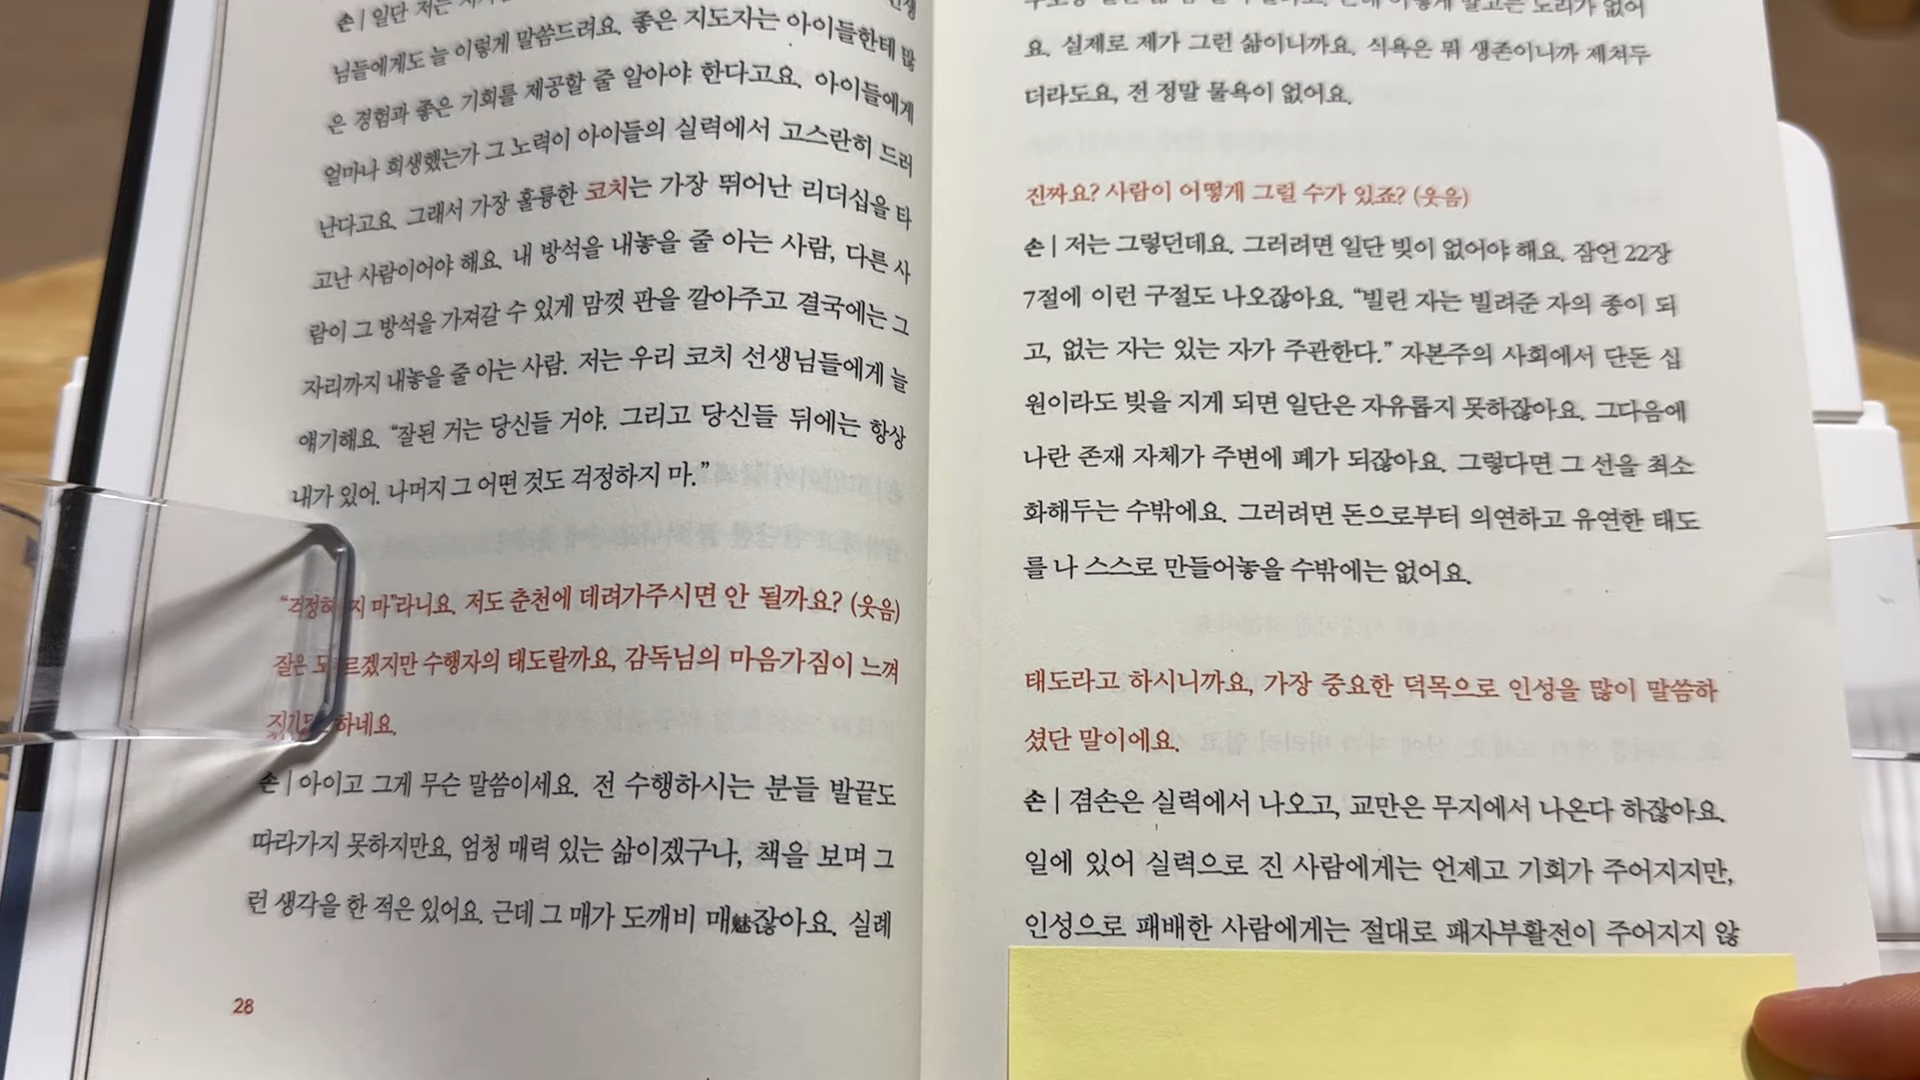 손 | 일단 저는
님들에게도 늘 이렇게 말씀드려요. 좋은 지도자는 아이들한테 많
은 경험과 좋은 기회를 제공할 줄 알아야 한다고요. 아이들에게
얼마나 희생했는가 그 노력이 아이들의 실력에서 고스란히 드러
난다고요. 그래서 가장 훌륭한 코치는 가장 뛰어난 리더십을 타
고난 사람이어야 해요. 내 방석을 내놓을 줄 아는 사람, 다른 사
람이 그 방석을 가져갈 수 있게 맘껏 판을 깔아주고 결국에는 그
자리까지 내놓을 줄 아는 사람. 저는 우리 코치 선생님들에게 늘
얘기해요. “잘된 거는 당신들 거야. 그리고 당신들 뒤에는 항상
내가 있어. 나머지 그 어떤 것도 걱정하지 마.”
“걱정하지 마”라니요. 저도 춘천에 데려가주시면 안 될까요? (웃음)
잘은 모르겠지만 수행자의 태도랄까요, 감독님의 마음가짐이 느껴
하네요.
손 | 아이고 그게 무슨 말씀이세요. 전 수행하시는 분들 발끝도
따라가지 못하지만요, 엄청 매력 있는 삶이겠구나, 책을 보며 그
런 생각을 한 적은 있어요. 근데 그 매가 도깨비 매魅잖아요. 실례
28
요. 실제로 제가 그런 삶이니까요. 식욕은 뭐 생존이니까 제쳐두
더라도요, 전 정말 물욕이 없어요.
진짜요? 사람이 어떻게 그럴 수가 있죠? (웃음)
손 | 저는 그렇던데요. 그러려면 일단 빚이 없어야 해요. 잠언 22장
7절에 이런 구절도 나오잖아요. “빌린 자는 빌려준 자의 종이 되
고, 없는 자는 있는 자가 주관한다.” 자본주의 사회에서 단돈 십
원이라도 빚을 지게 되면 일단은 자유롭지 못하잖아요. 그다음에
나란 존재 자체가 주변에 폐가 되잖아요. 그렇다면 그 선을 최소
화해두는 수밖에요. 그러려면 돈으로부터 의연하고 유연한 태도
를 나 스스로 만들어놓을 수밖에는 없어요.
태도라고 하시니까요, 가장 중요한 덕목으로 인성을 많이 말씀하
셨단 말이에요.
손 | 겸손은 실력에서 나오고, 교만은 무지에서 나온다 하잖아요.
일에 있어 실력으로 진 사람에게는 언제고 기회가 주어지지만,
인성으로 패배한 사람에게는 절대로 패자부활전이 주어지지 않